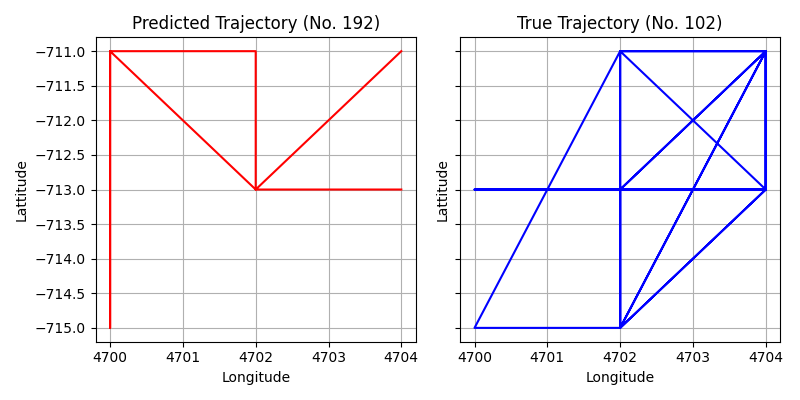 Predicted Trajectory (No. 192)
True Trajectory (No. 102)
Lattitude
−711.0
−711.5
−712.0
−712.5
−713.0
−713.5
−714.0
−714.5
−715.0
4700 4701 4702 4703 4704
Longitude
Lattitude
4700 4701 4702 4703 4704
Longitude